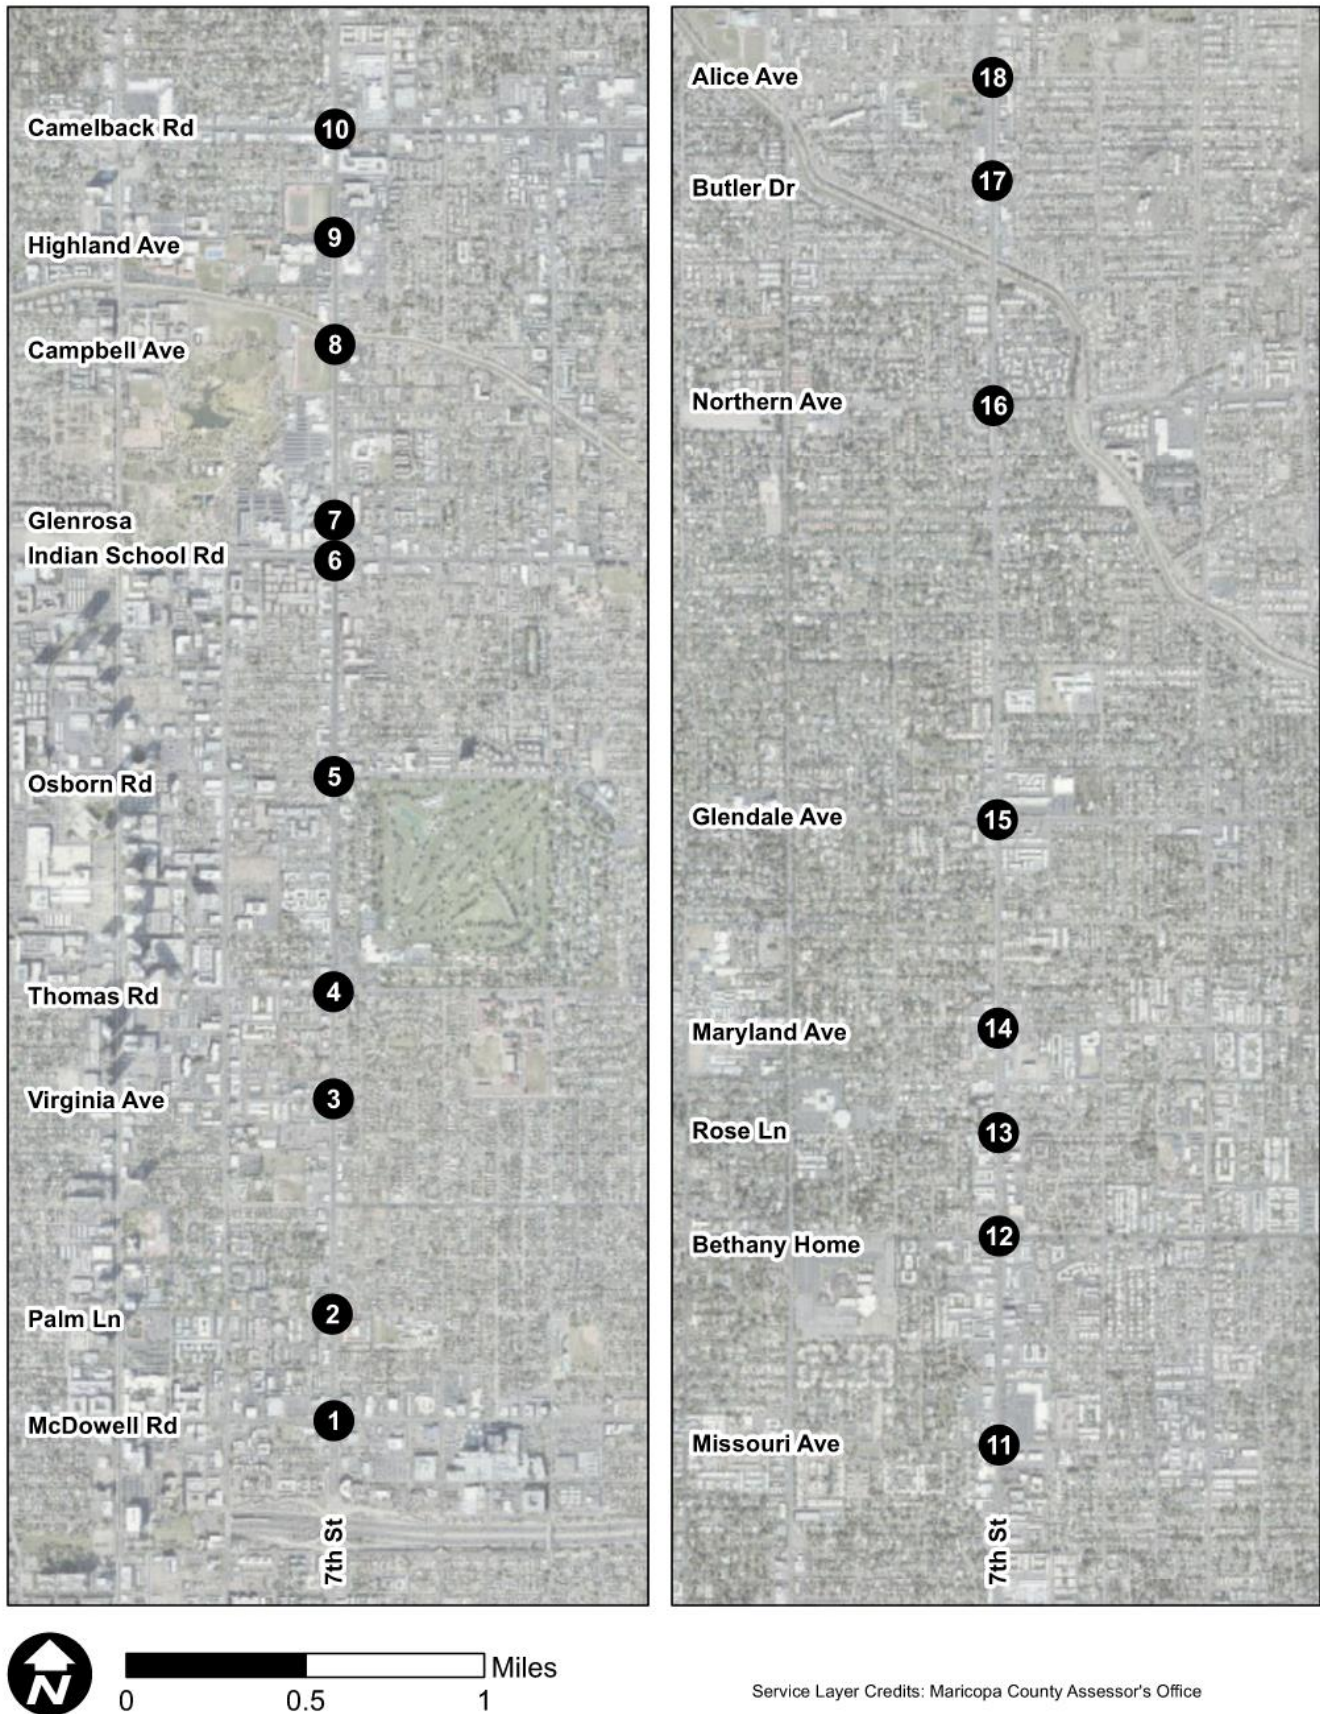 Camelback Rd
10
Highland Ave
9
Campbell Ave
8
Glenrosa
7
Indian School Rd
6
Osborn Rd
5
Thomas Rd
4
Virginia Ave
3
Palm Ln
2
McDowell Rd
1
7th St
Alice Ave
18
Butler Dr
17
Northern Ave
16
Glendale Ave
15
Maryland Ave
14
Rose Ln
13
Bethany Home
12
Missouri Ave
11
7th St
N
Miles
0 0.5 1
Service Layer Credits: Maricopa County Assessor's Office